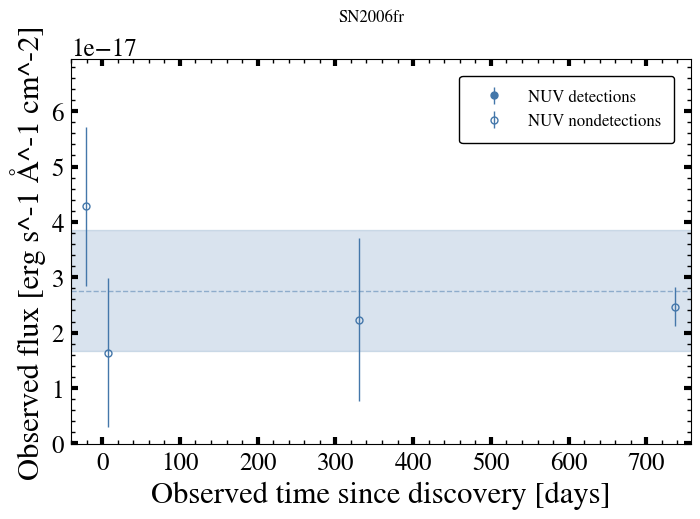 SN2006fr
1e−17
6
5
4
3
2
1
0
0 100 200 300 400 500 600 700
Observed flux [erg s^-1 Å^-1 cm^-2]
NUV detections
NUV nondetections
Observed time since discovery [days]